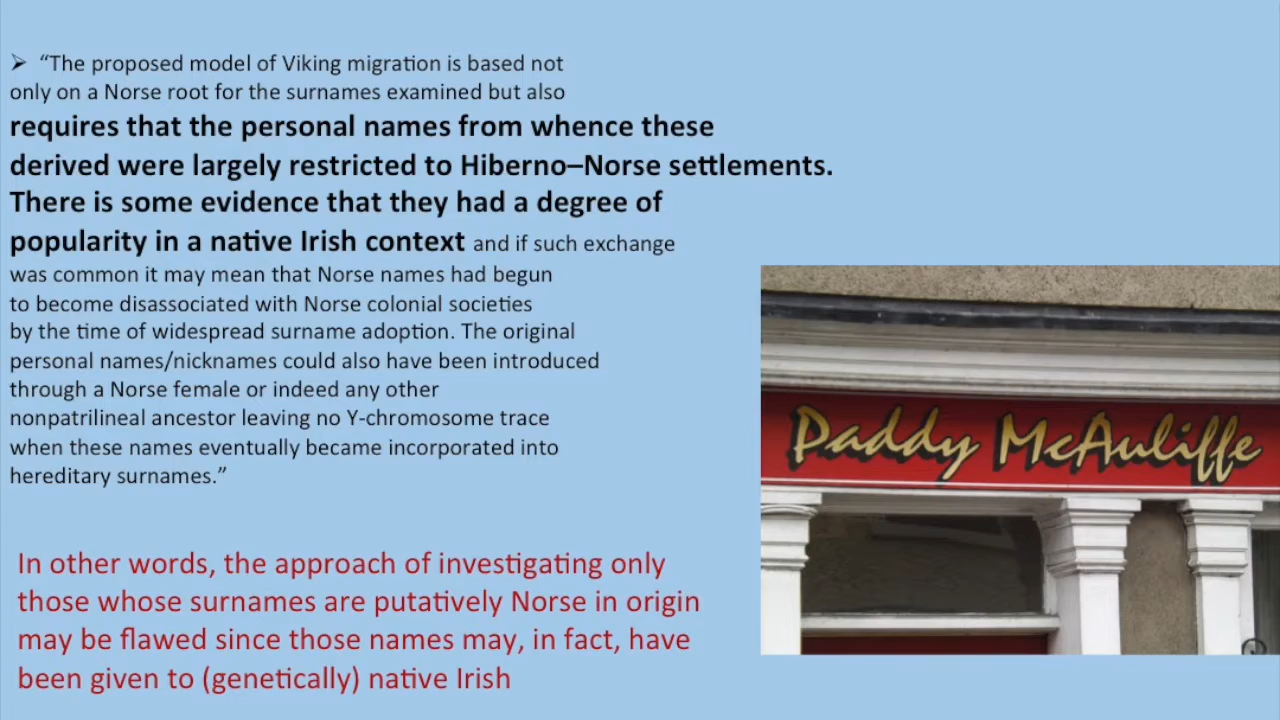 ➢ “The proposed model of Viking migration is based not
only on a Norse root for the surnames examined but also
requires that the personal names from whence these
derived were largely restricted to Hiberno–Norse settlements.
There is some evidence that they had a degree of
popularity in a native Irish context and if such exchange
was common it may mean that Norse names had begun
to become disassociated with Norse colonial societies
by the time of widespread surname adoption. The original
personal names/nicknames could also have been introduced
through a Norse female or indeed any other
nonpatrilineal ancestor leaving no Y-chromosome trace
when these names eventually became incorporated into
hereditary surnames.”
Paddy McAuliffe
In other words, the approach of investigating only
those whose surnames are putatively Norse in origin
may be flawed since those names may, in fact, have
been given to (genetically) native Irish